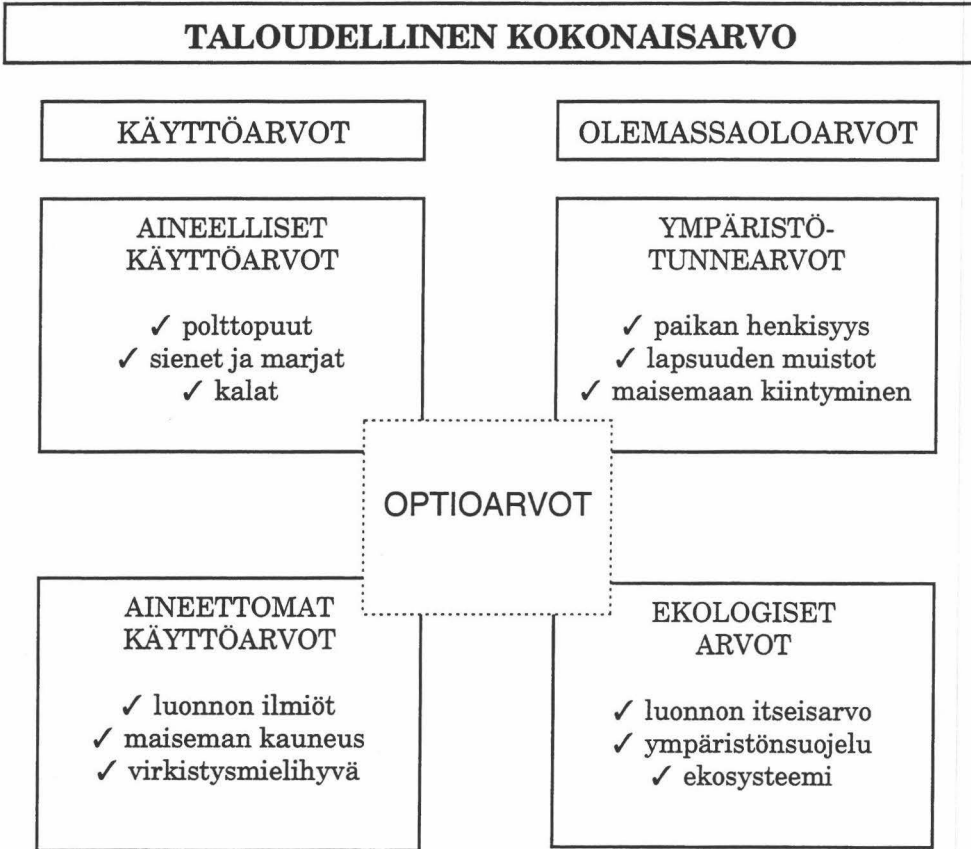 TALOUDELLINEN KOKONAISARVO
KÄYTTÖARVOT
OLEMASSAOLOARVOT
AINEELLISET
KÄYTTÖARVOT
✓ polttopuut
✓ sienet ja marjat
✓ kalat
YMPÄRISTÖ-
TUNNEARVOT
✓ paikan henkisyys
✓ lapsuuden muistot
✓ maisemaan kiintyminen
OPTIOARVOT
AINEETTOMAT
KÄYTTÖARVOT
✓ luonnon ilmiöt
✓ maiseman kauneus
✓ virkistysmielihyvä
EKOLOGISET
ARVOT
✓ luonnon itseisarvo
✓ ympäristönsuojelu
✓ ekosysteemi